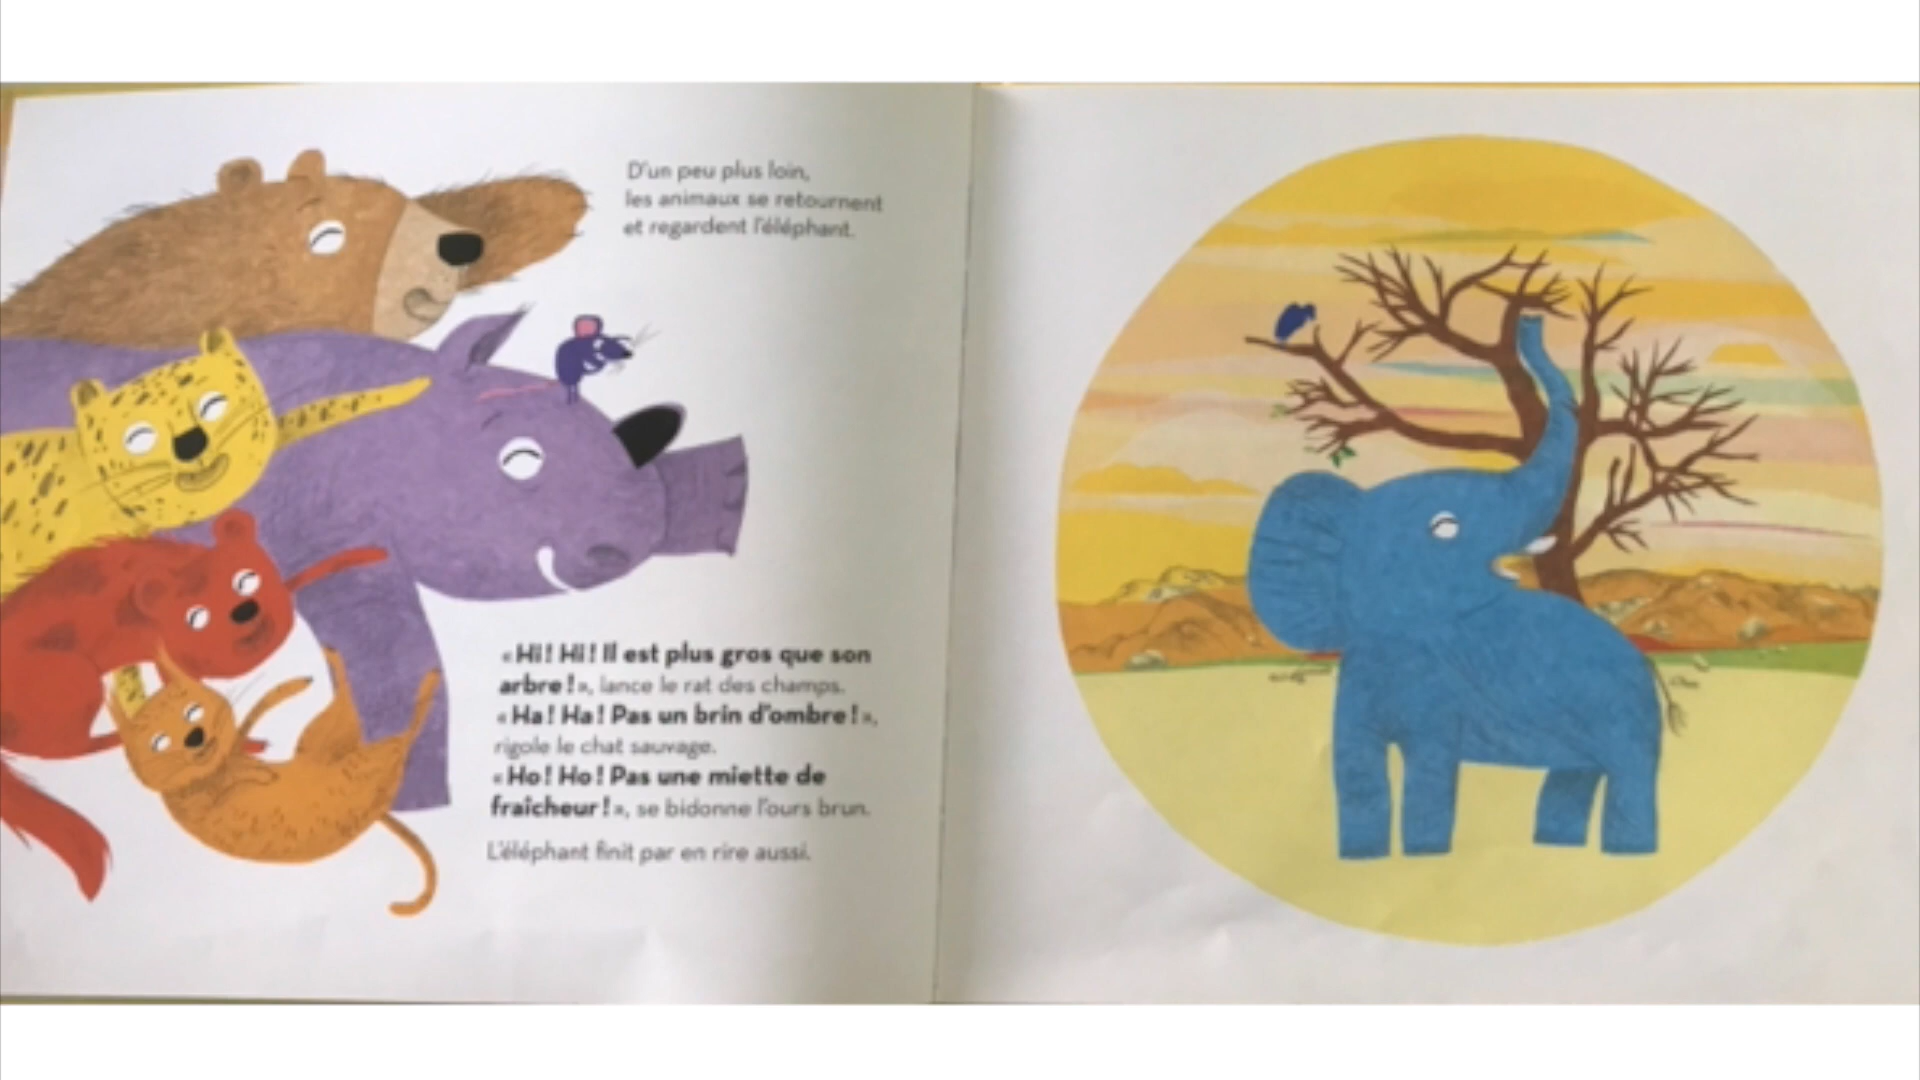 D'un peu plus loin,
les animaux se retournent
et regardent l'éléphant.
« Hi ! Hi ! Il est plus gros que son
arbre ! », lance le rat des champs.
« Ha ! Ha ! Pas un brin d'ombre ! »,
rigole le chat sauvage.
« Ho ! Ho ! Pas une miette de
fraîcheur ! », se bidonne l'ours brun.
L'éléphant finit par en rire aussi.